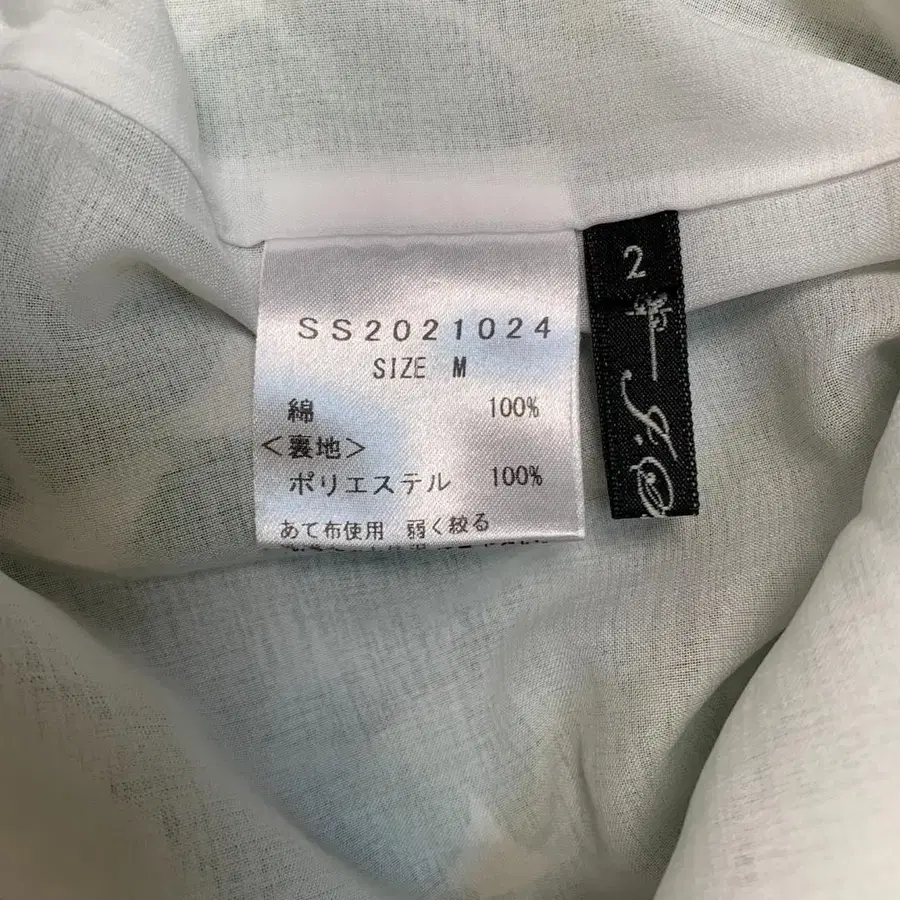 SS2021024
SIZE M
綿 100%
<裏地>
ポリエステル 100%
あて布使用 弱く絞る
2